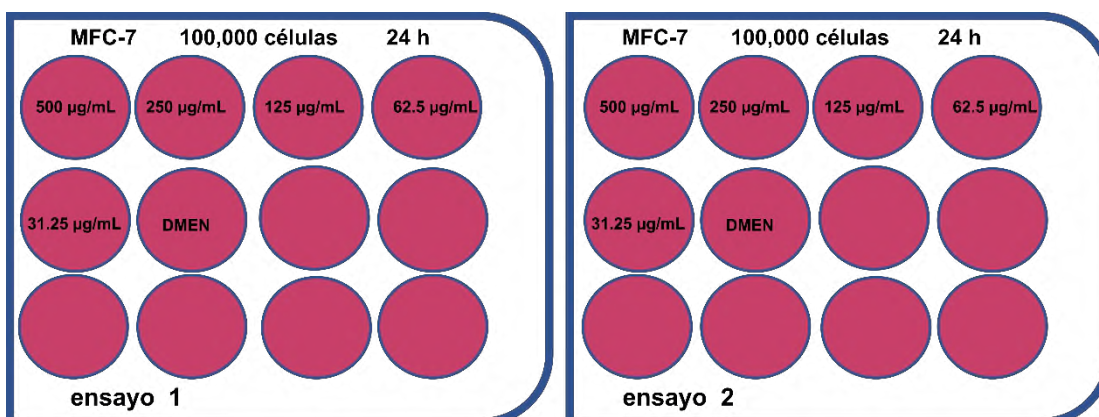 MFC-7 100,000 células 24 h
500 µg/mL 250 µg/mL 125 µg/mL 62.5 µg/mL
31.25 µg/mL DMEN
ensayo 1
MFC-7 100,000 células 24 h
500 µg/mL 250 µg/mL 125 µg/mL 62.5 µg/mL
31.25 µg/mL DMEN
ensayo 2